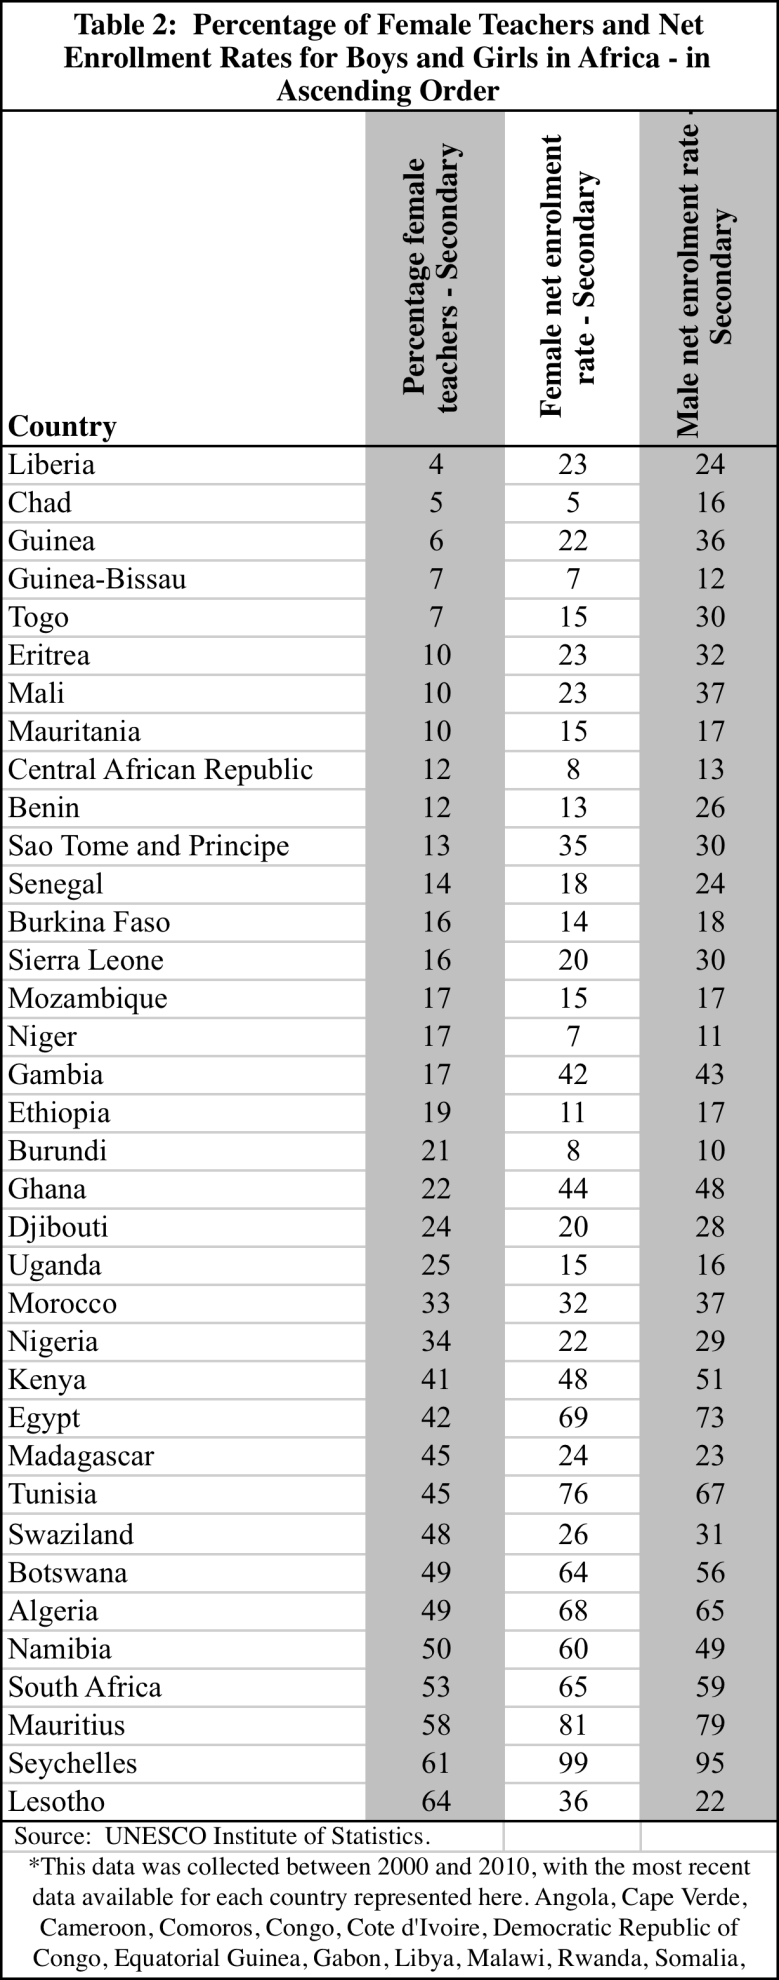 Table 2:  Percentage of Female Teachers and Net
Enrollment Rates for Boys and Girls in Africa - in
Ascending Order
Country
Percentage female
teachers - Secondary
Female net enrolment
rate - Secondary
Male net enrolment rate -
Secondary
Liberia 4 23 24
Chad 5 5 16
Guinea 6 22 36
Guinea-Bissau 7 7 12
Togo 7 15 30
Eritrea 10 23 32
Mali 10 23 37
Mauritania 10 15 17
Central African Republic 12 8 13
Benin 12 13 26
Sao Tome and Principe 13 35 30
Senegal 14 18 24
Burkina Faso 16 14 18
Sierra Leone 16 20 30
Mozambique 17 15 17
Niger 17 7 11
Gambia 17 42 43
Ethiopia 19 11 17
Burundi 21 8 10
Ghana 22 44 48
Djibouti 24 20 28
Uganda 25 15 16
Morocco 33 32 37
Nigeria 34 22 29
Kenya 41 48 51
Egypt 42 69 73
Madagascar 45 24 23
Tunisia 45 76 67
Swaziland 48 26 31
Botswana 49 64 56
Algeria 49 68 65
Namibia 50 60 49
South Africa 53 65 59
Mauritius 58 81 79
Seychelles 61 99 95
Lesotho 64 36 22
Source:  UNESCO Institute of Statistics.
*This data was collected between 2000 and 2010, with the most recent
data available for each country represented here. Angola, Cape Verde,
Cameroon, Comoros, Congo, Cote d'Ivoire, Democratic Republic of
Congo, Equatorial Guinea, Gabon, Libya, Malawi, Rwanda, Somalia,